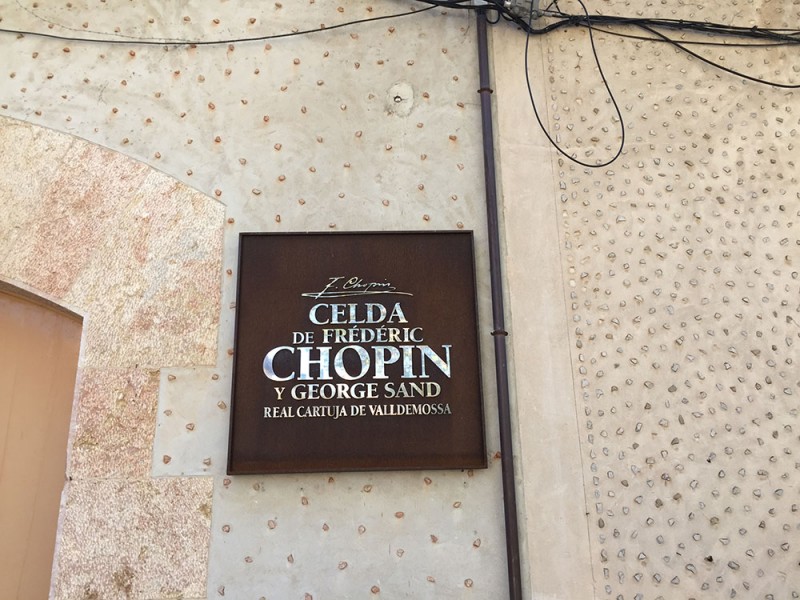 F. Chopin
CELDA
DE FRÉDÉRIC
CHOPIN
Y GEORGE SAND
REAL CARTUJA DE VALLDEMOSSA